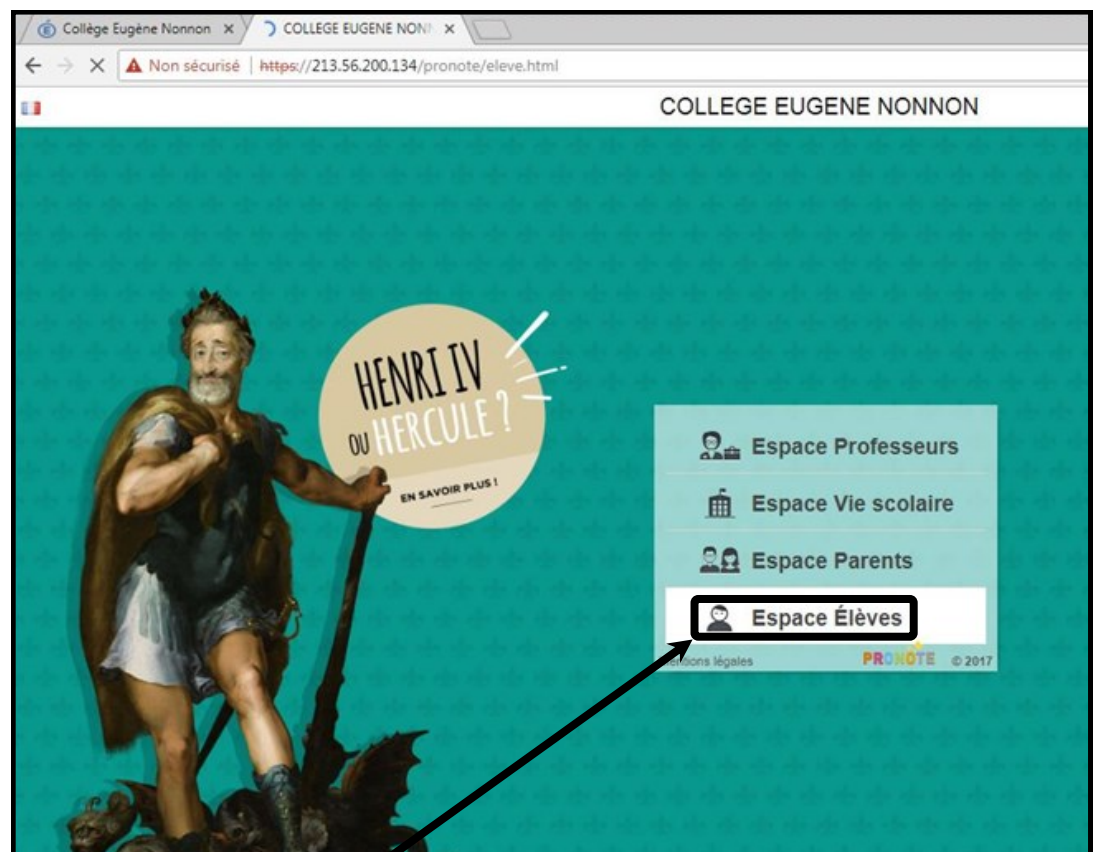 Collège Eugène Nonnon
COLLEGE EUGENE NON
Non sécurisé | https://213.56.200.134/pronote/eleve.html
COLLEGE EUGENE NONNON
HENRI IV
OU HERCULE ?
EN SAVOIR PLUS !
Espace Professeurs
Espace Vie scolaire
Espace Parents
Espace Élèves
légales PRONOTE © 2017